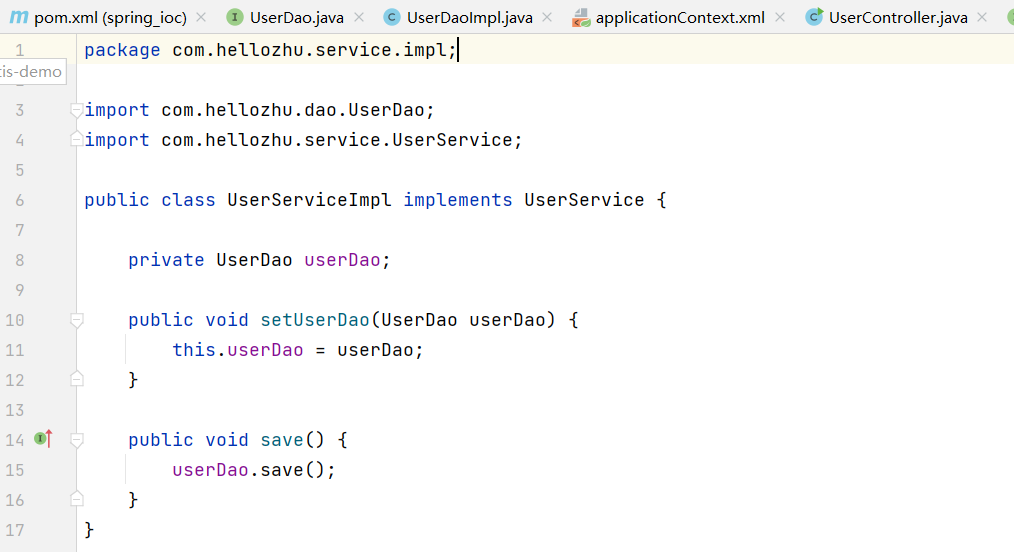 m pom.xml (spring_ioc) × I UserDao.java × C UserDaoImpl.java × applicationContext.xml × C UserController.java ×
1 package com.hellozhu.service.impl;
tis-demo
3 import com.hellozhu.dao.UserDao;
4 import com.hellozhu.service.UserService;
5
6 public class UserServiceImpl implements UserService {
7
8 private UserDao userDao;
9
10 public void setUserDao(UserDao userDao) {
11 this.userDao = userDao;
12 }
13
14 public void save() {
15 userDao.save();
16 }
17 }